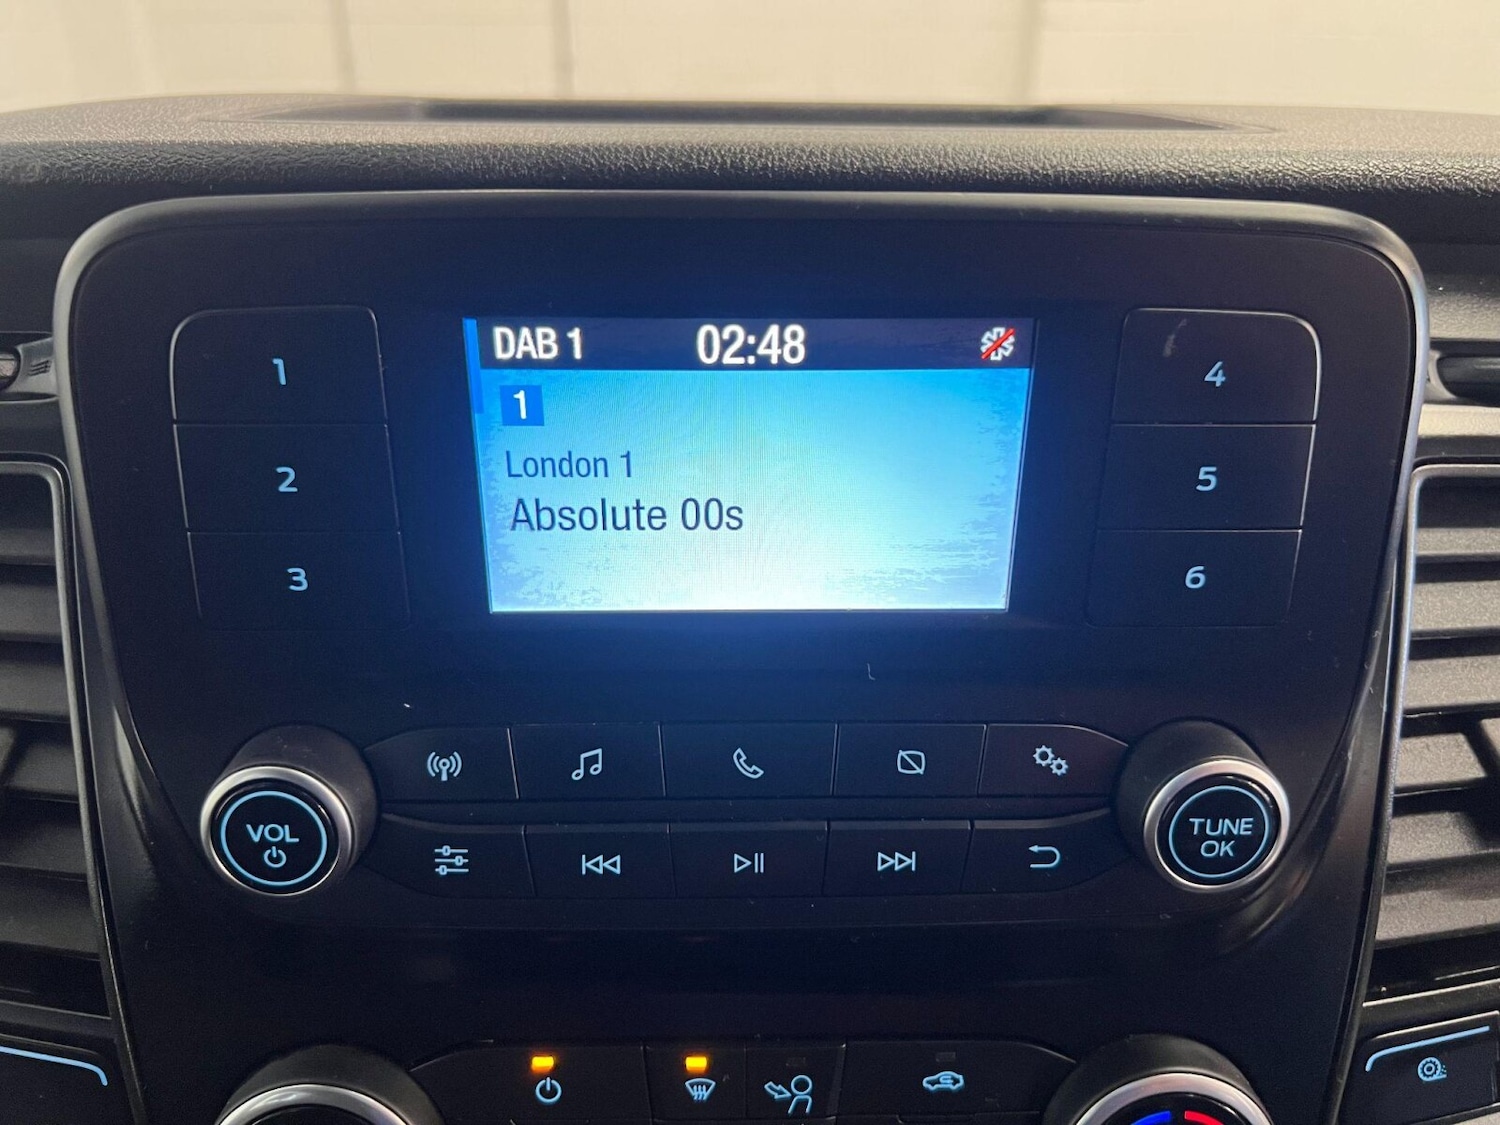 DAB 1 02:48
1
London 1
Absolute 00s
1
2
3
4
5
6
VOL
TUNE
OK